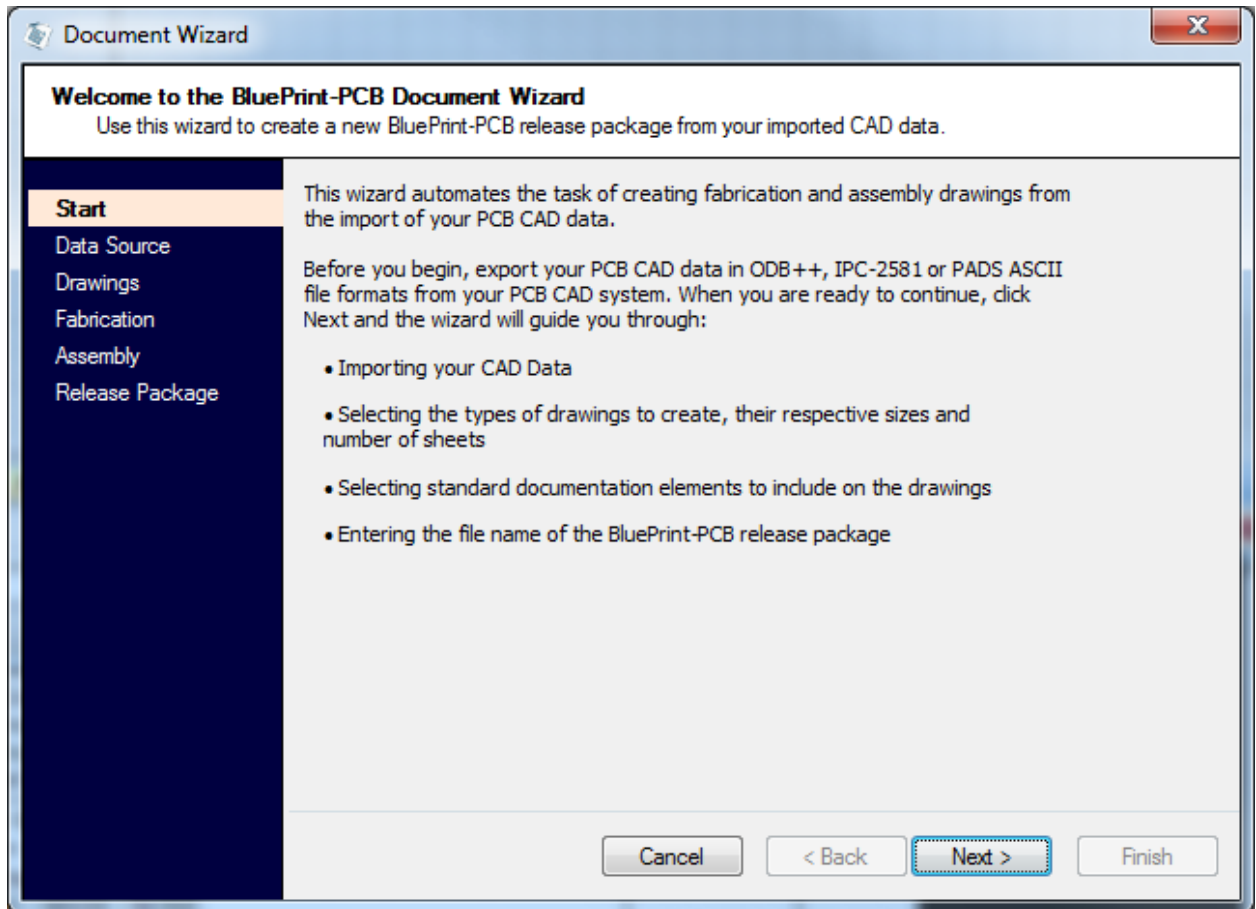 Document Wizard
Welcome to the BluePrint-PCB Document Wizard
Use this wizard to create a new BluePrint-PCB release package from your imported CAD data.
Start
Data Source
Drawings
Fabrication
Assembly
Release Package
This wizard automates the task of creating fabrication and assembly drawings from
the import of your PCB CAD data.
Before you begin, export your PCB CAD data in ODB++, IPC-2581 or PADS ASCII
file formats from your PCB CAD system. When you are ready to continue, click
Next and the wizard will guide you through:
• Importing your CAD Data
• Selecting the types of drawings to create, their respective sizes and
number of sheets
• Selecting standard documentation elements to include on the drawings
• Entering the file name of the BluePrint-PCB release package
Cancel
< Back
Next >
Finish